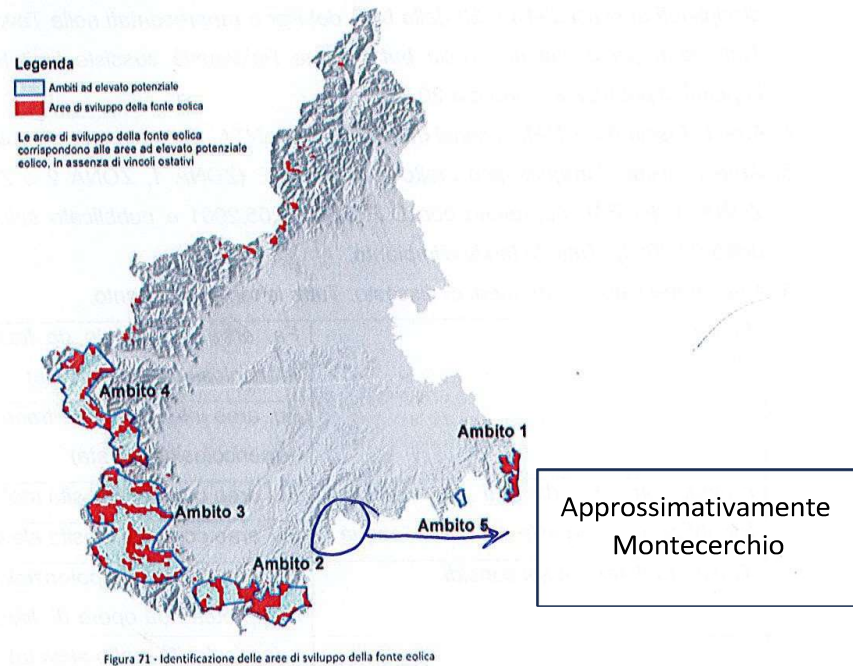 Legenda
Ambiti ad elevato potenziale
Aree di sviluppo della fonte eolica
Le aree di sviluppo della fonte eolica
corrispondono alle aree ad elevato potenziale
eolico, in assenza di vincoli ostativi
Ambito 4
Ambito 1
Ambito 3
Ambito 5
Ambito 2
Approssimativamente
Montecerchio
Figura 71 - Identificazione delle aree di sviluppo della fonte eolica